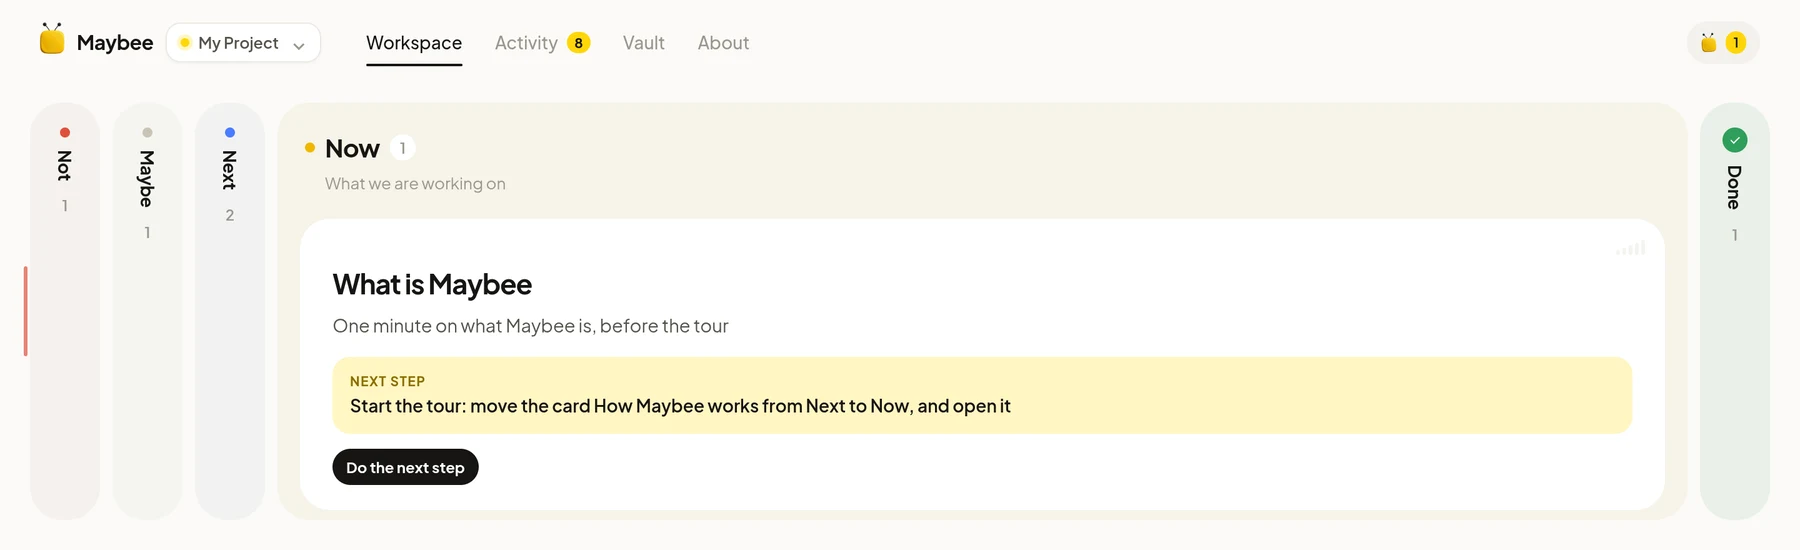 Maybee
My Project
Workspace
Activity 8
Vault
About
1
Not
1
Maybe
1
Next
2
Now 1
What we are working on
What is Maybee
One minute on what Maybee is, before the tour
NEXT STEP
Start the tour: move the card How Maybee works from Next to Now, and open it
Do the next step
Done
1